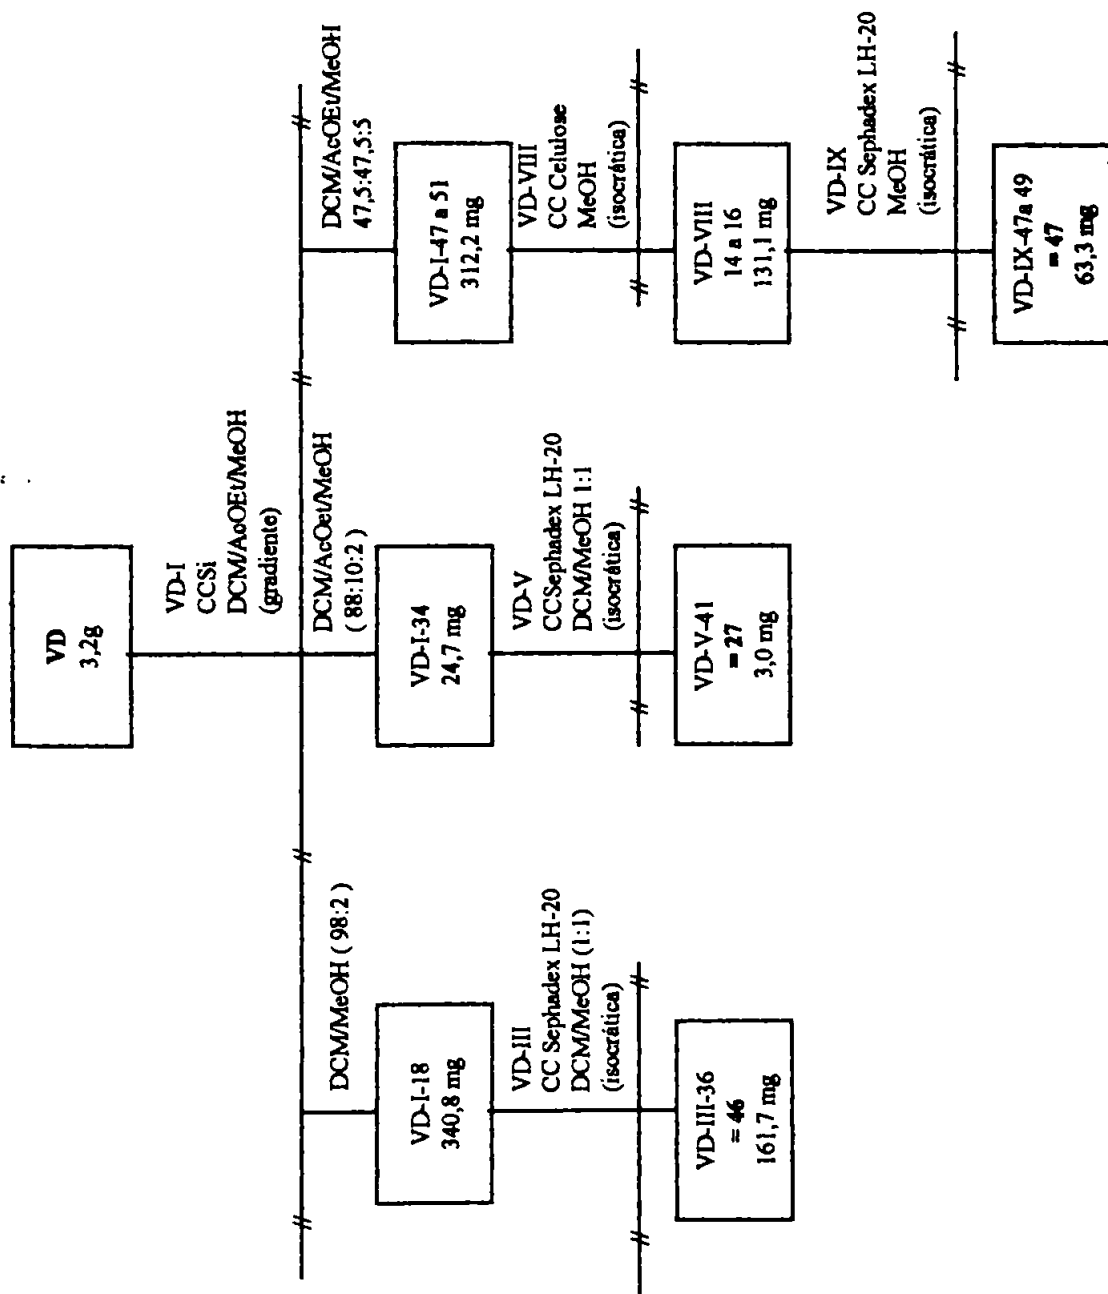 VD
3,2g
VD-I
CCSi
DCM/AcOEt/MeOH
(gradiente)
DCM/MeOH ( 98:2 )
VD-I-18
340,8 mg
VD-III
CC Sephadex LH-20
DCM/MeOH (1:1)
(isocrática)
VD-III-36
= 46
161,7 mg
DCM/AcOet/MeOH
( 88:10:2 )
VD-I-34
24,7 mg
VD-V
CCSephadex LH-20
DCM/MeOH 1:1
(isocrática)
VD-V-41
= 27
3,0 mg
DCM/AcOEt/MeOH
47,5:47,5:5
VD-I-47 a 51
312,2 mg
VD-VIII
CC Celulose
MeOH
(isocrática)
VD-VIII
14 a 16
131,1 mg
VD-IX
CC Sephadex LH-20
MeOH
(isocrática)
VD-IX-47a 49
= 47
63,3 mg